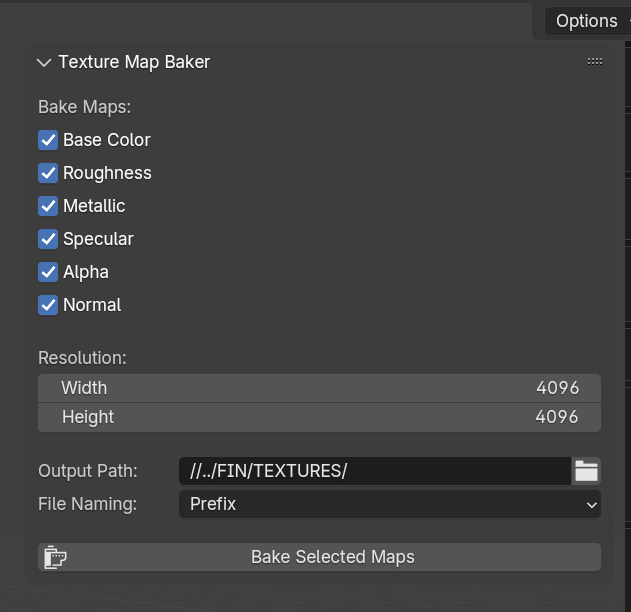 Options
Texture Map Baker
Bake Maps:
Base Color
Roughness
Metallic
Specular
Alpha
Normal
Resolution:
Width 4096
Height 4096
Output Path: //../FIN/TEXTURES/
File Naming: Prefix
Bake Selected Maps